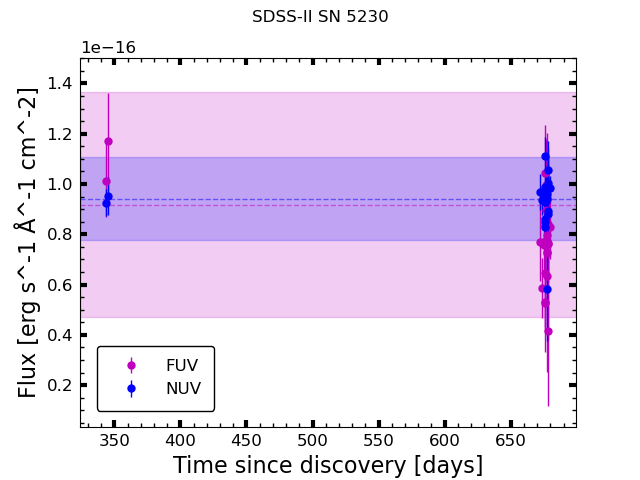 SDSS-II SN 5230
1e−16
1.4
1.2
1.0
0.8
0.6
0.4
0.2
Flux [erg s^-1 Å^-1 cm^-2]
FUV
NUV
350 400 450 500 550 600 650
Time since discovery [days]